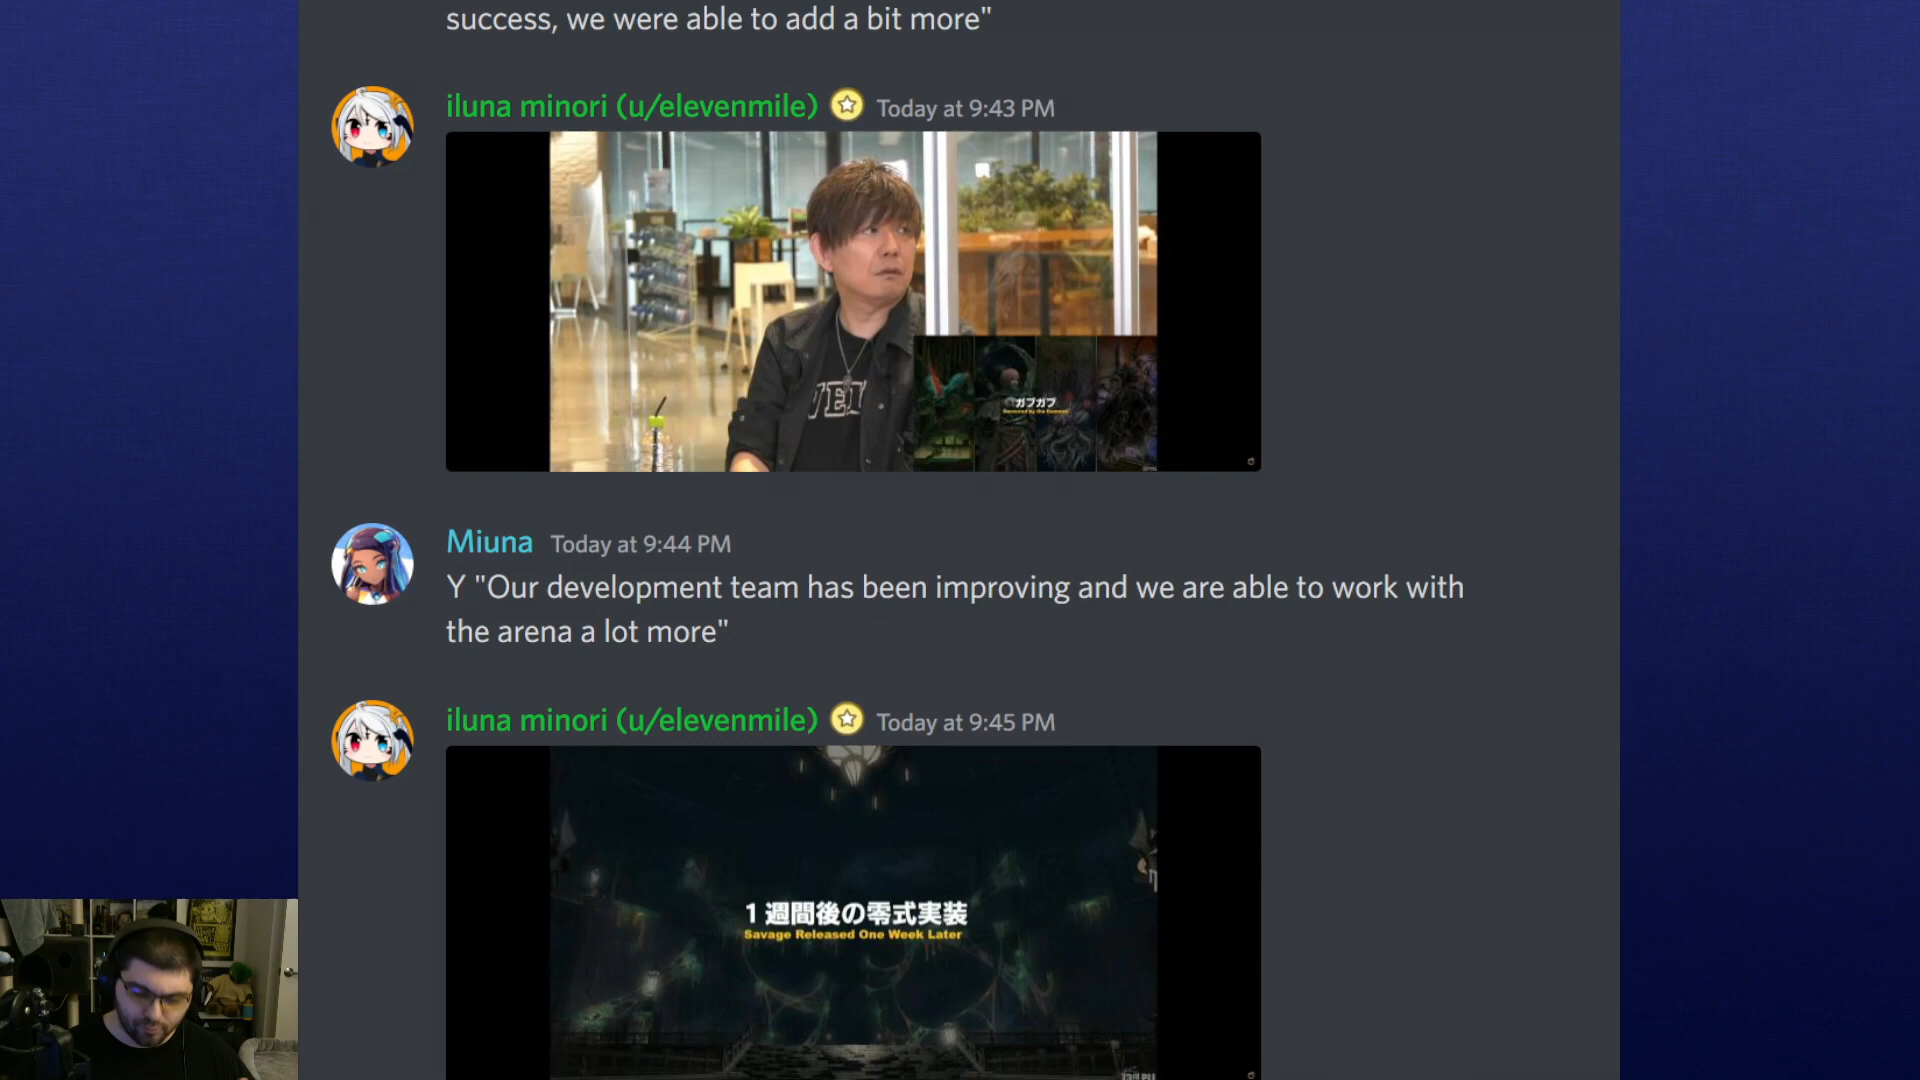 success, we were able to add a bit more"
iluna minori (u/elevenmile) Today at 9:43 PM
ガブガブ
Miuna Today at 9:44 PM
Y "Our development team has been improving and we are able to work with
the arena a lot more"
iluna minori (u/elevenmile) Today at 9:45 PM
1週間後の零式実装
Savage Released One Week Later